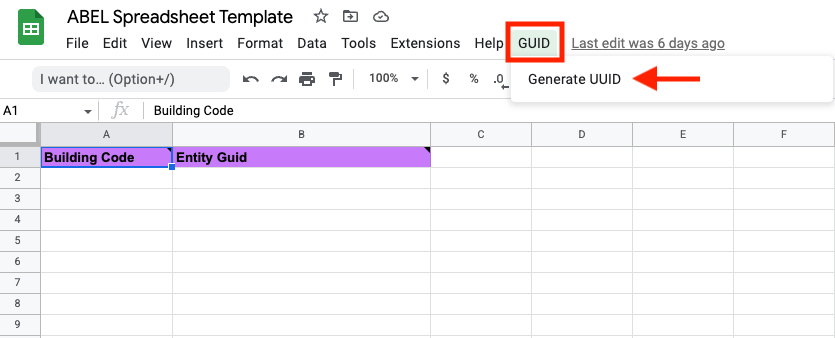 ABEL Spreadsheet Template
File Edit View Insert Format Data Tools Extensions Help GUID Last edit was 6 days ago
I want to... (Option+/) 100% $ % .0
Generate UUID
A1 fx Building Code
A B C D E F
1 Building Code Entity Guid
2
3
4
5
6
7
8
9